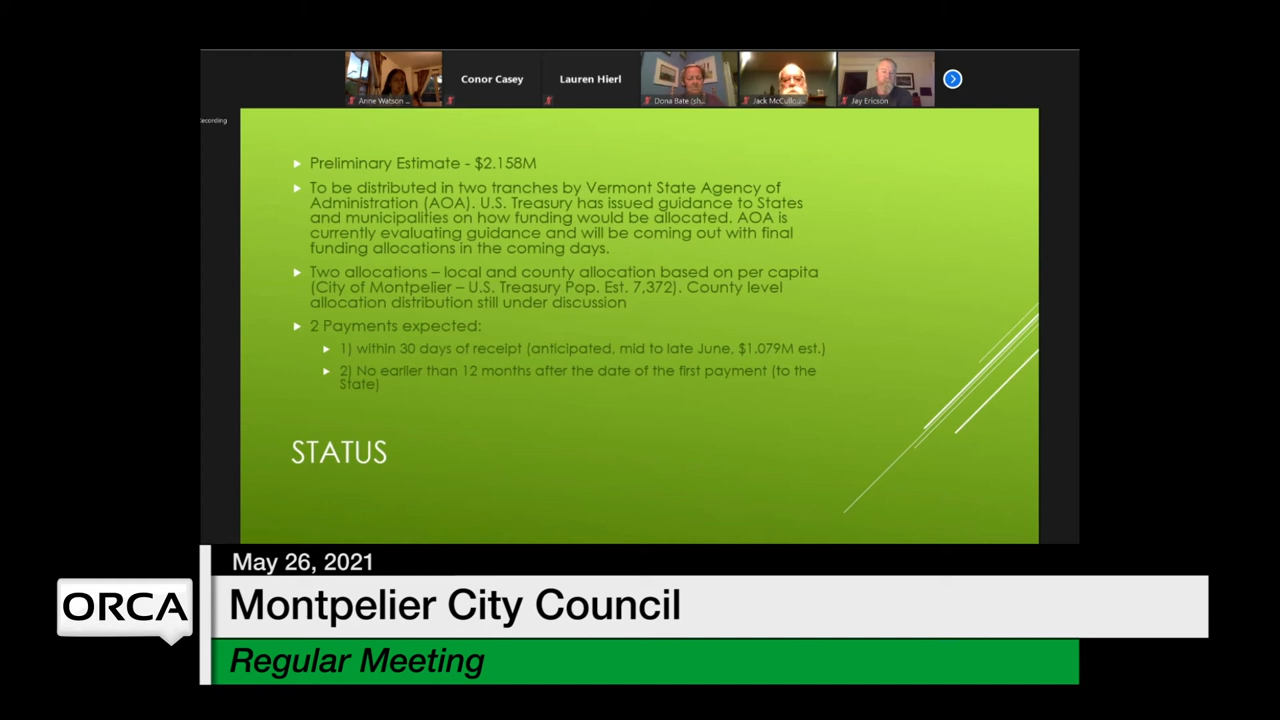 Conor Casey
Lauren Hierl
Anne Watson ...
Dona Bate (sh...
Jack McCullou...
Jay Ericson
Recording
Preliminary Estimate - $2.158M
To be distributed in two tranches by Vermont State Agency of
Administration (AOA). U.S. Treasury has issued guidance to States
and municipalities on how funding would be allocated. AOA is
currently evaluating guidance and will be coming out with final
funding allocations in the coming days.
Two allocations – local and county allocation based on per capita
(City of Montpelier – U.S. Treasury Pop. Est. 7,372). County level
allocation distribution still under discussion
2 Payments expected:
1) within 30 days of receipt (anticipated, mid to late June, $1.079M est.)
2) No earlier than 12 months after the date of the first payment (to the
State)
STATUS
May 26, 2021
ORCA
Montpelier City Council
Regular Meeting